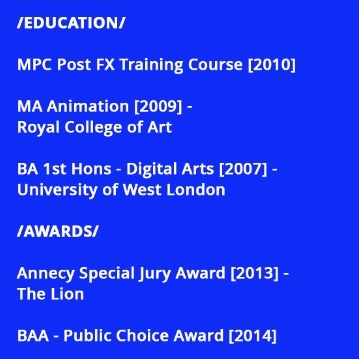 /EDUCATION/
MPC Post FX Training Course [2010]
MA Animation [2009] -
Royal College of Art
BA 1st Hons - Digital Arts [2007] -
University of West London
/AWARDS/
Annecy Special Jury Award [2013] -
The Lion
BAA - Public Choice Award [2014]